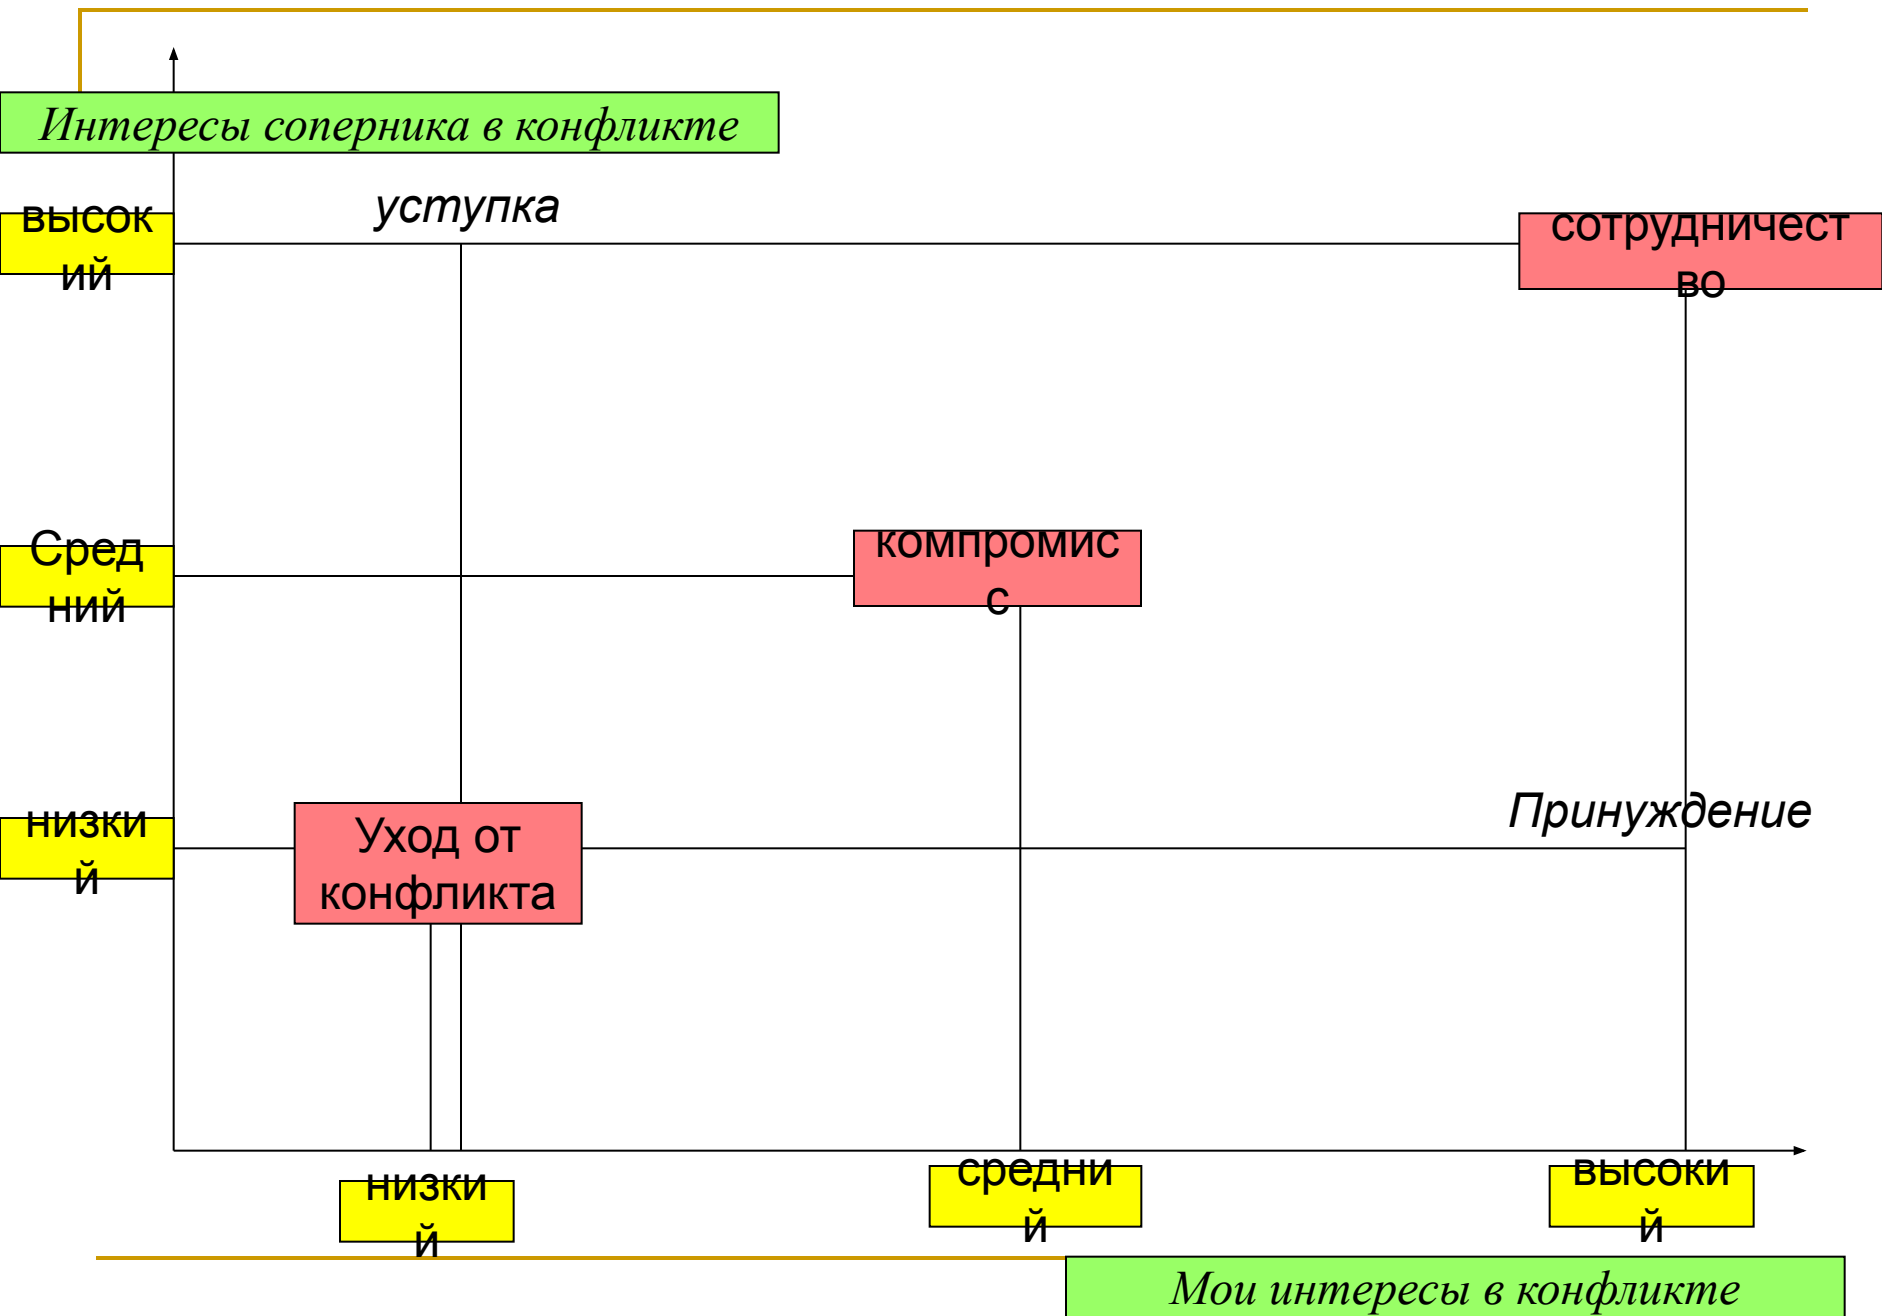 Интересы соперника в конфликте
уступка
высок
ий
сотрудничест
во
Сред
ний
компромис
с
низки
й
Уход от
конфликта
Принуждение
низки
й
средни
й
высоки
й
Мои интересы в конфликте